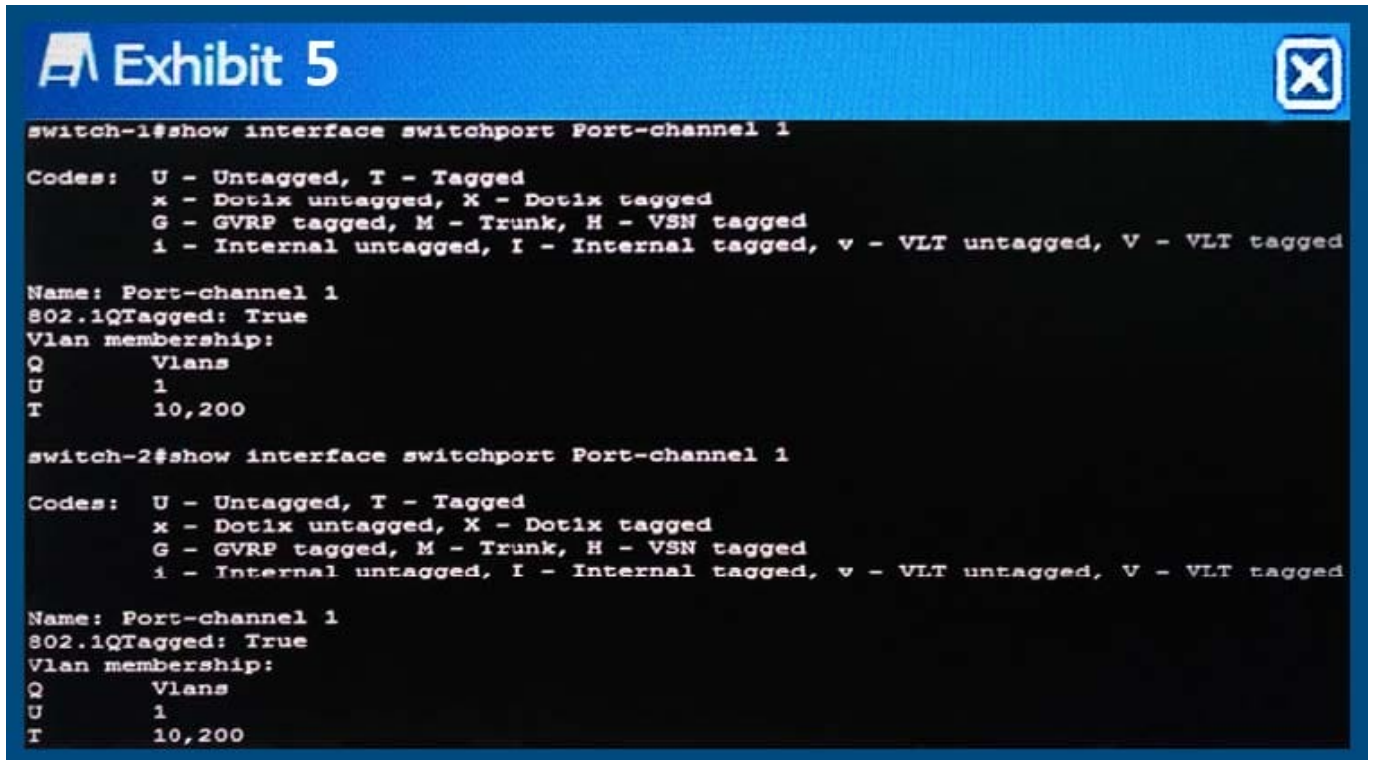 Exhibit 5
switch-1#show interface switchport Port-channel 1
Codes: U - Untagged, T - Tagged
x - Dot1x untagged, X - Dot1x tagged
G - GVRP tagged, M - Trunk, H - VSN tagged
i - Internal untagged, I - Internal tagged, v - VLT untagged, V - VLT tagged
Name: Port-channel 1
802.1QTagged: True
Vlan membership:
Q Vlans
U 1
T 10,200
switch-2#show interface switchport Port-channel 1
Codes: U - Untagged, T - Tagged
x - Dot1x untagged, X - Dot1x tagged
G - GVRP tagged, M - Trunk, H - VSN tagged
i - Internal untagged, I - Internal tagged, v - VLT untagged, V - VLT tagged
Name: Port-channel 1
802.1QTagged: True
Vlan membership:
Q Vlans
U 1
T 10,200